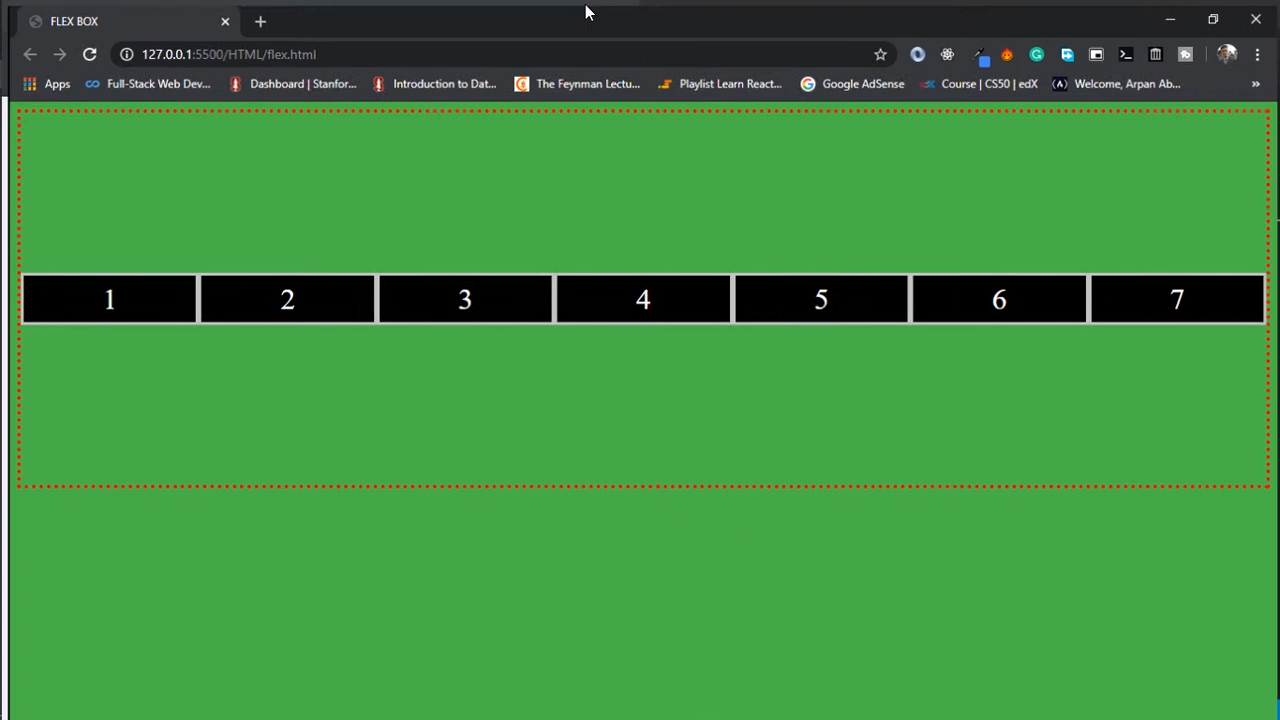 FLEX BOX
127.0.0.1:5500/HTML/flex.html
Apps Full-Stack Web Dev... Dashboard | Stanfor... Introduction to Dat... The Feynman Lectu... Playlist Learn React... Google AdSense Course | CS50 | edX Welcome, Arpan Ab... »
1 2 3 4 5 6 7